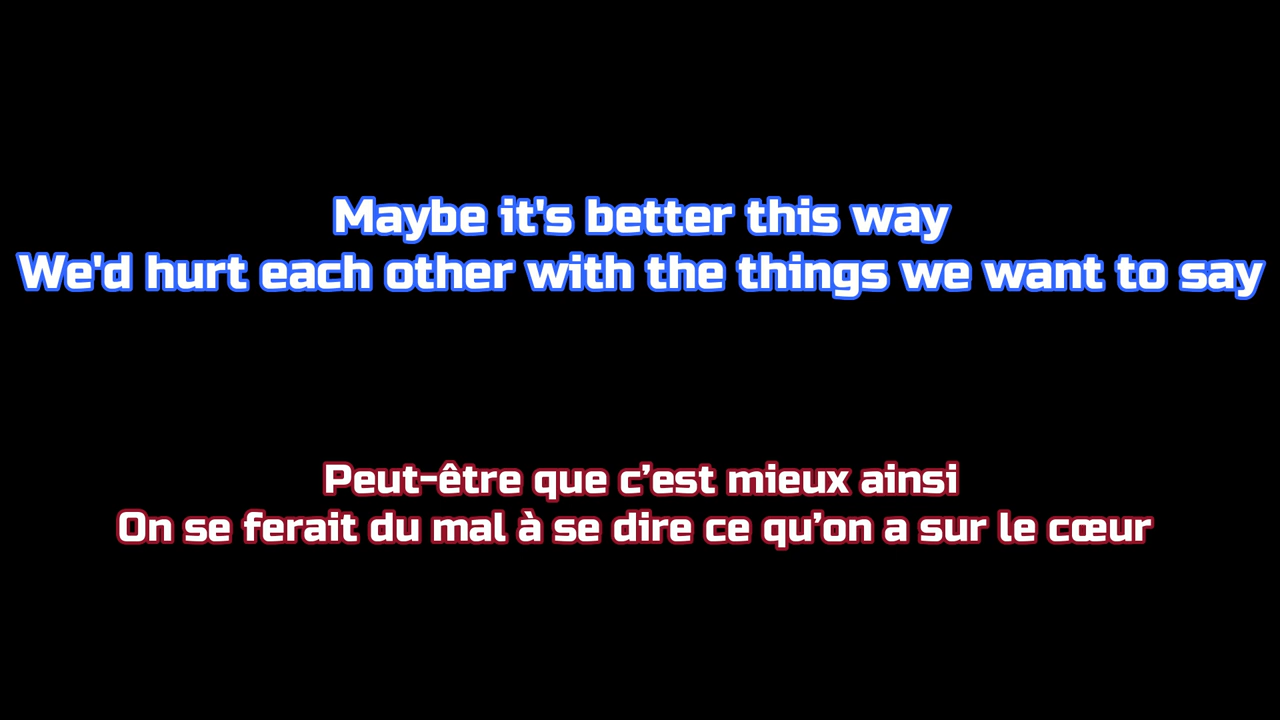 Maybe it's better this way
We'd hurt each other with the things we want to say
Peut-être que c’est mieux ainsi
On se ferait du mal à se dire ce qu’on a sur le cœur